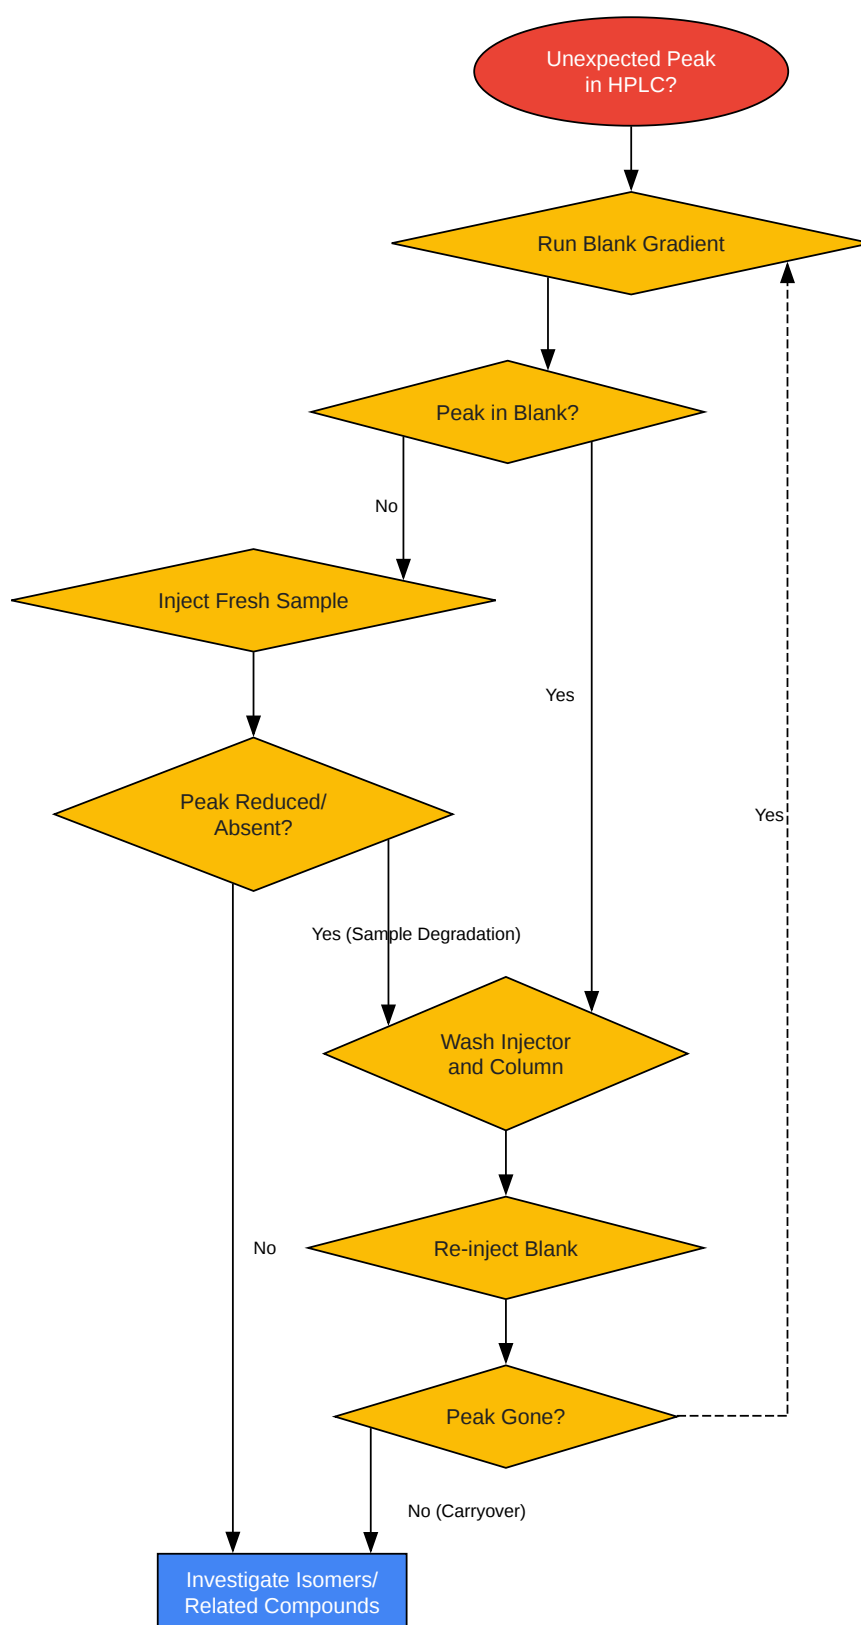 Unexpected Peak
in HPLC?
Run Blank Gradient
Peak in Blank?
No
Inject Fresh Sample
Yes
Peak Reduced/
Absent?
Yes
Yes (Sample Degradation)
Wash Injector
and Column
No
Re-inject Blank
Peak Gone?
No (Carryover)
Investigate Isomers/
Related Compounds